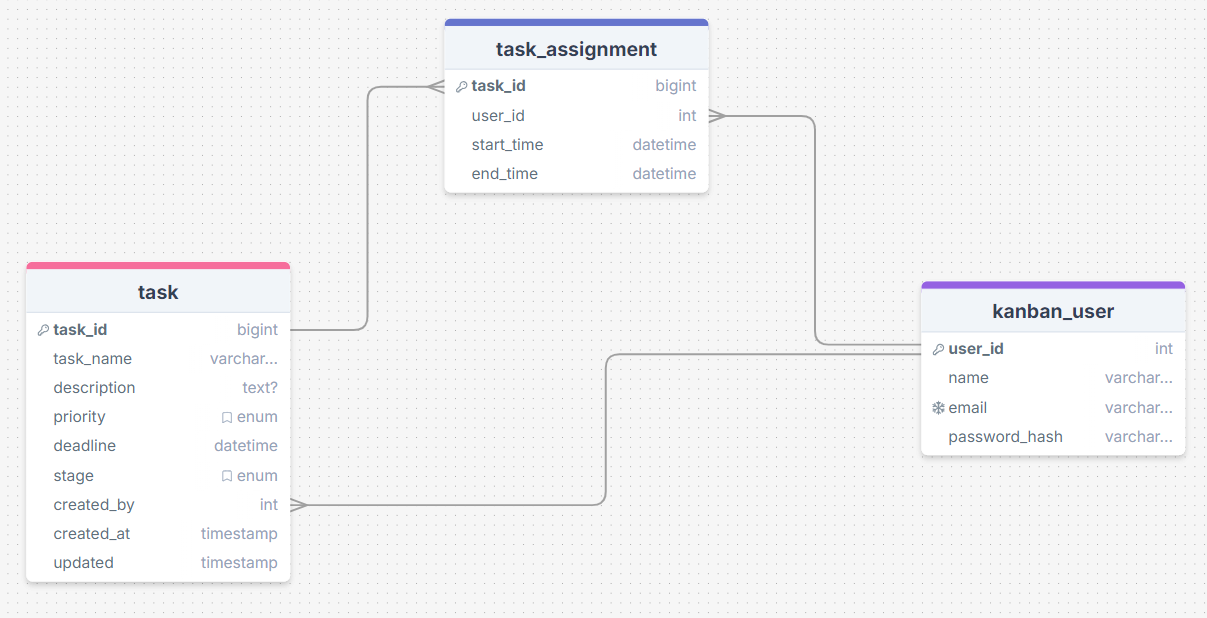 task_assignment
task_id bigint
user_id int
start_time datetime
end_time datetime
task
task_id bigint
task_name varchar...
description text?
priority enum
deadline datetime
stage enum
created_by int
created_at timestamp
updated timestamp
kanban_user
user_id int
name varchar...
email varchar...
password_hash varchar...